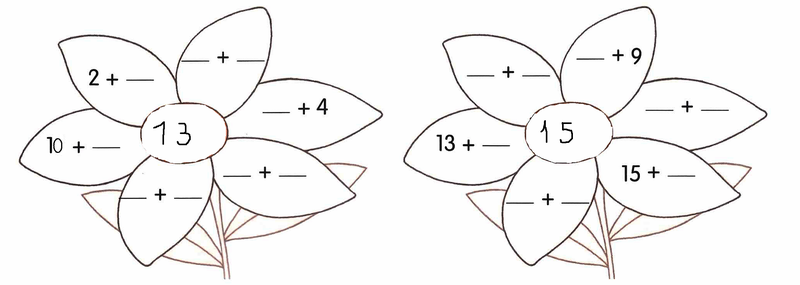 __ + __
2 + __
__ + 4
13
10 + __
__ + __
__ + __
__ + 9
__ + __
__ + __
15
13 + __
15 + __
__ + __